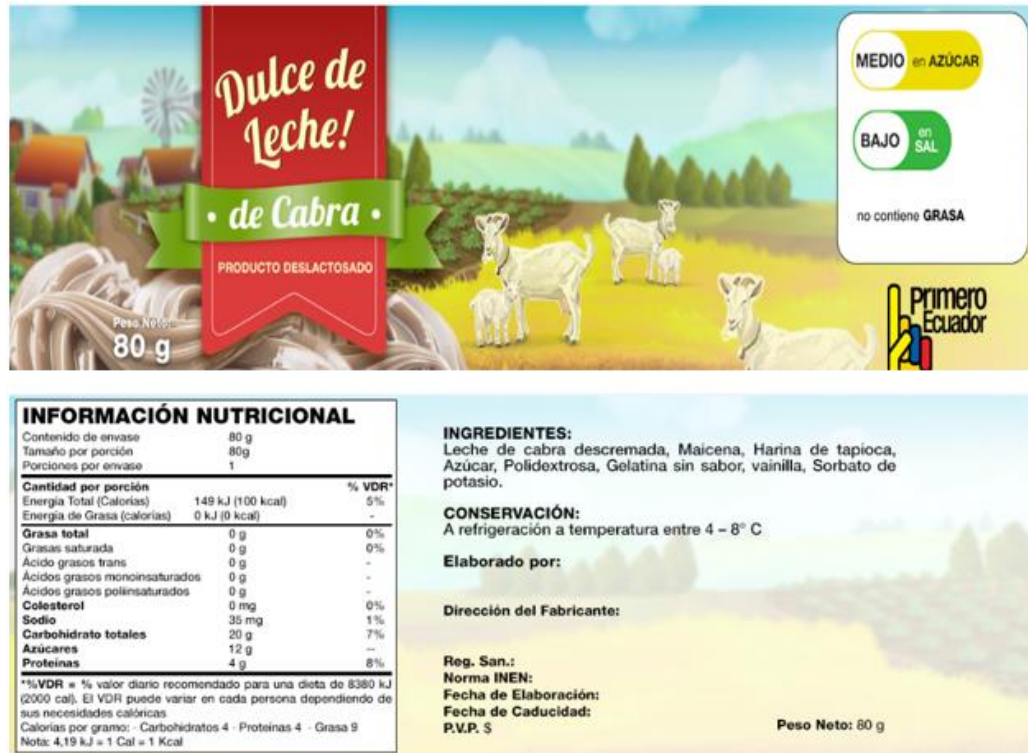 Dulce de
Leche!
• de Cabra •
PRODUCTO DESLACTOSADO
Peso Neto:
80 g
MEDIO en AZÚCAR
BAJO en SAL
no contiene GRASA
Primero
Ecuador
INFORMACIÓN NUTRICIONAL
Contenido de envase 80 g
Tamaño por porción 80g
Porciones por envase 1
Cantidad por porción % VDR*
Energía Total (Calorías) 149 kJ (100 kcal) 5%
Energía de Grasa (calorías) 0 kJ (0 kcal) -
Grasa total 0 g 0%
Grasas saturada 0 g 0%
Ácido grasos trans 0 g -
Ácidos grasos monoinsaturados 0 g -
Ácidos grasos poliinsaturados 0 g -
Colesterol 0 mg 0%
Sodio 35 mg 1%
Carbohidrato totales 20 g 7%
Azúcares 12 g --
Proteínas 4 g 8%
*%VDR = % valor diario recomendado para una dieta de 8380 kJ
(2000 cal). El VDR puede variar en cada persona dependiendo de
sus necesidades calóricas
Calorías por gramo: - Carbohidratos 4 - Proteínas 4 - Grasa 9
Nota: 4,19 kJ = 1 Cal = 1 Kcal
INGREDIENTES:
Leche de cabra descremada, Maicena, Harina de tapioca,
Azúcar, Polidextrosa, Gelatina sin sabor, vainilla, Sorbato de
potasio.
CONSERVACIÓN:
A refrigeración a temperatura entre 4 – 8° C
Elaborado por:
Dirección del Fabricante:
Reg. San.:
Norma INEN:
Fecha de Elaboración:
Fecha de Caducidad:
P.V.P. $
Peso Neto: 80 g